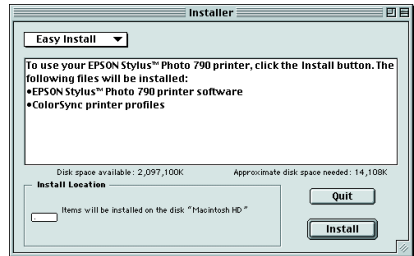 Installer
Easy Install
To use your EPSON Stylus™ Photo 790 printer, click the Install button. The
following files will be installed:
•EPSON Stylus™ Photo 790 printer software
•ColorSync printer profiles
Disk space available: 2,097,100K    Approximate disk space needed: 14,108K
Install Location
Items will be installed on the disk "Macintosh HD"
Quit
Install